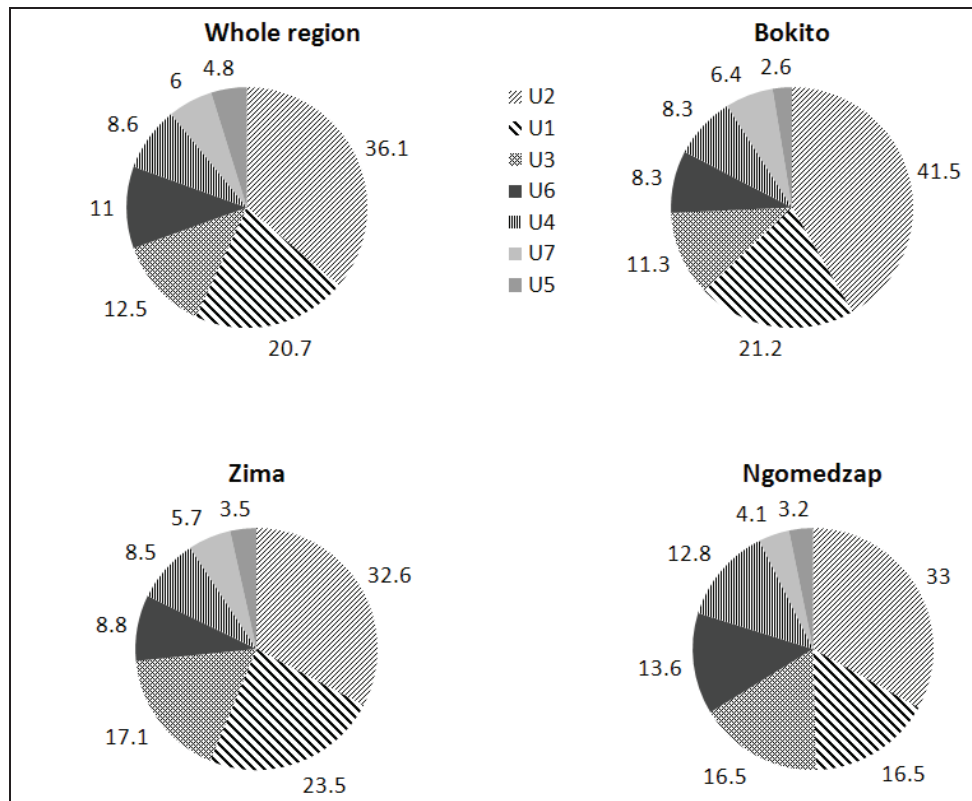 Whole region
4.8
6
8.6
11
12.5
20.7
36.1
U2
U1
U3
U6
U4
U7
U5
Bokito
2.6
6.4
8.3
8.3
11.3
21.2
41.5
Zima
3.5
5.7
8.5
8.8
17.1
23.5
32.6
Ngomedzap
3.2
4.1
12.8
13.6
16.5
16.5
33